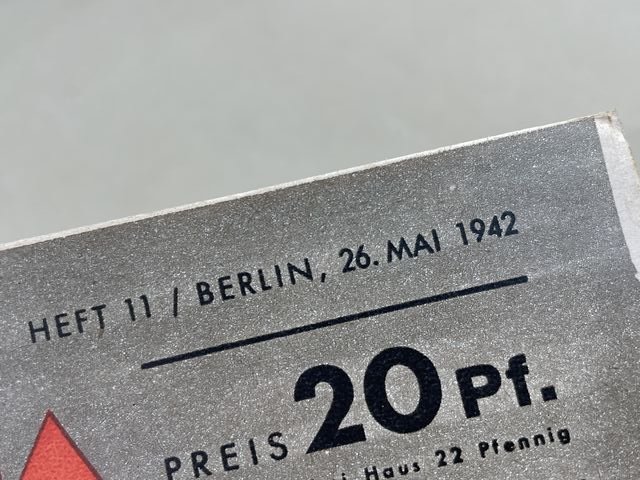 HEFT 11 / BERLIN, 26. MAI 1942
PREIS 20 Pf.
Haus 22 Pfennig